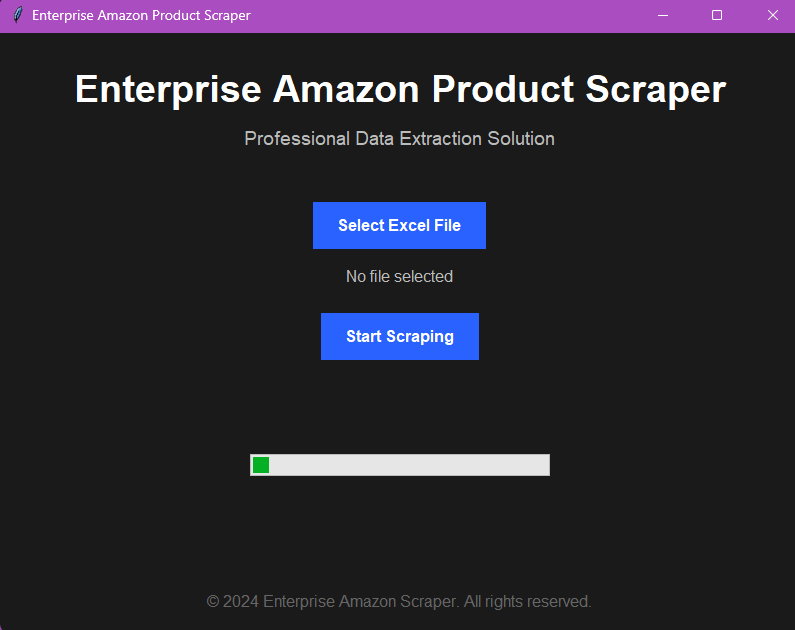 Enterprise Amazon Product Scraper
Enterprise Amazon Product Scraper
Professional Data Extraction Solution
Select Excel File
No file selected
Start Scraping
© 2024 Enterprise Amazon Scraper. All rights reserved.